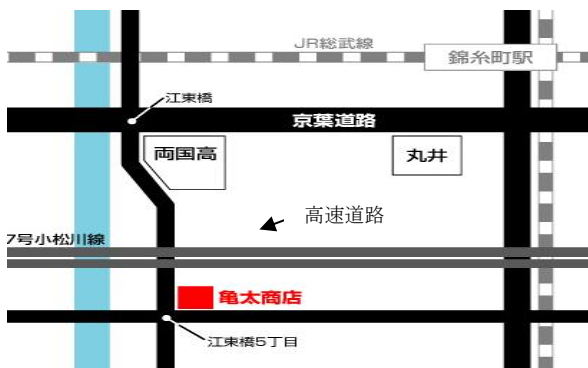 JR総武線
錦糸町駅
江東橋
京葉道路
両国高
丸井
高速道路
7号小松川線
亀太商店
江東橋5丁目